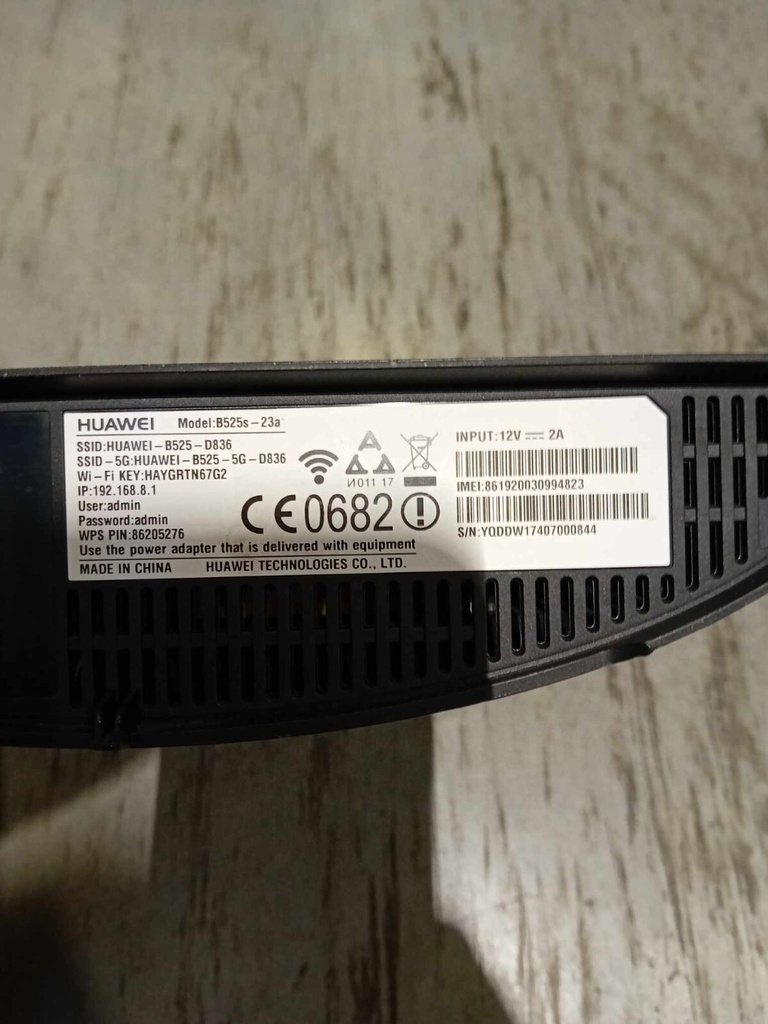 HUAWEI Model:B525s-23a
SSID:HUAWEI-B525-D836
SSID-5G:HUAWEI-B525-5G-D836
Wi-Fi KEY:HAYGRTN67G2
IP:192.168.8.1
User:admin
Password:admin
WPS PIN:86205276
Use the power adapter that is delivered with equipment
MADE IN CHINA HUAWEI TECHNOLOGIES CO., LTD.
И011 17
CE0682
INPUT:12V ⎓ 2A
IMEI:861920030994823
S/N:YQDDW17407000844